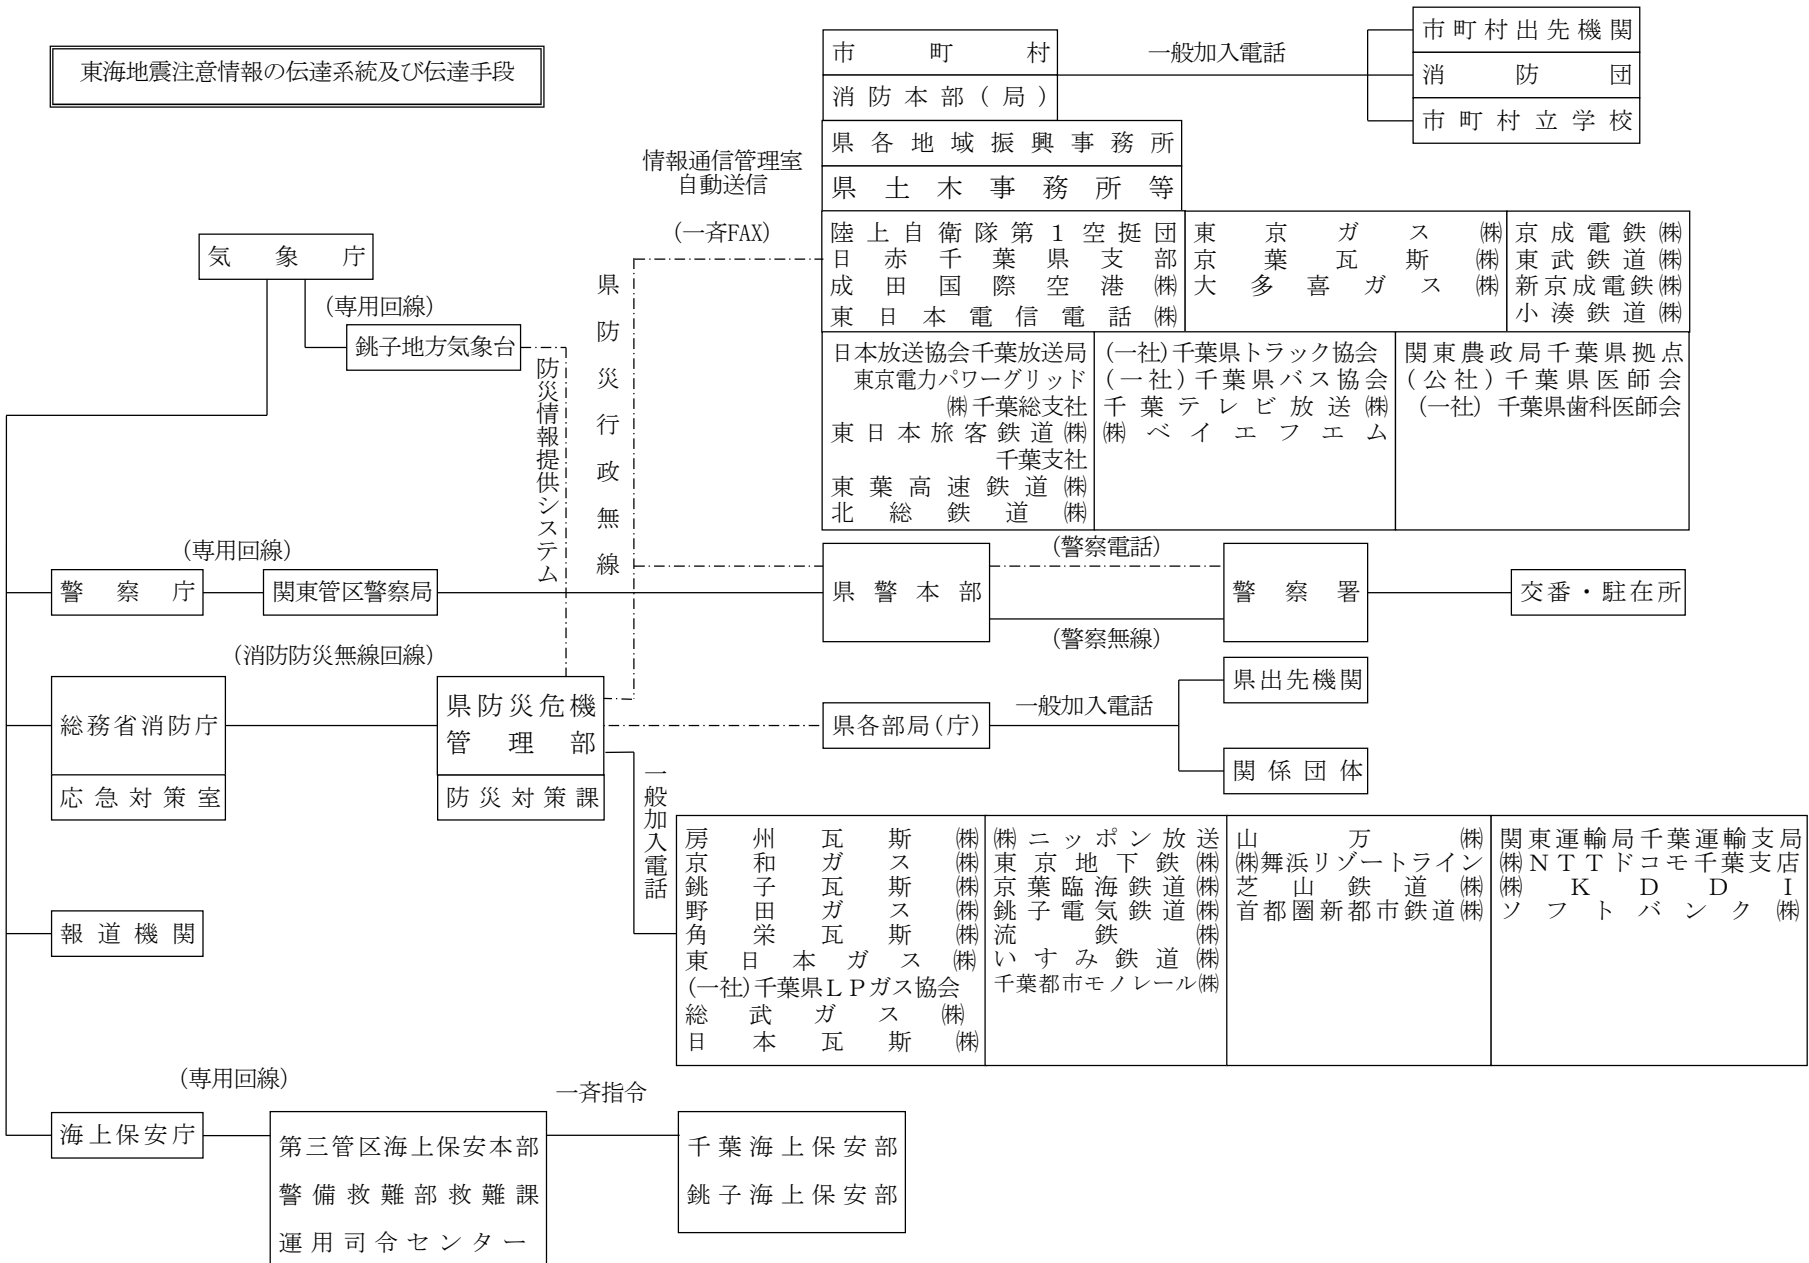 東海地震注意情報の伝達系統及び伝達手段
市町村
消防本部(局)
一般加入電話
市町村出先機関
消防団
市町村立学校
県各地域振興事務所
県土木事務所等
情報通信管理室
自動送信
(一斉FAX)
陸上自衛隊第1空挺団
日赤千葉県支部
成田国際空港㈱
東日本電信電話㈱
東京ガス㈱
京葉瓦斯㈱
大多喜ガス㈱
京成電鉄㈱
東武鉄道㈱
新京成電鉄㈱
小湊鉄道㈱
日本放送協会千葉放送局
東京電力パワーグリッド
㈱千葉総支社
東日本旅客鉄道㈱
千葉支社
東葉高速鉄道㈱
北総鉄道㈱
(一社)千葉県トラック協会
(一社)千葉県バス協会
千葉テレビ放送㈱
㈱ベイエフエム
関東農政局千葉県拠点
(公社)千葉県医師会
(一社)千葉県歯科医師会
気象庁
(専用回線)
銚子地方気象台
防災情報提供システム
県防災行政無線
(専用回線)
警察庁
関東管区警察局
県警本部
(警察電話)
(警察無線)
警察署
交番・駐在所
(消防防災無線回線)
総務省消防庁
応急対策室
県防災危機
管理部
防災対策課
県各部局(庁)
一般加入電話
県出先機関
関係団体
一般加入電話
房州瓦斯㈱
京和ガス㈱
銚子瓦斯㈱
野田ガス㈱
角栄瓦斯㈱
東日本ガス㈱
(一社)千葉県LPガス協会
総武ガス㈱
日本瓦斯㈱
㈱ニッポン放送
東京地下鉄㈱
京葉臨海鉄道㈱
銚子電気鉄道㈱
流鉄㈱
いすみ鉄道㈱
千葉都市モノレール㈱
山万㈱
㈱舞浜リゾートライン
芝山鉄道㈱
首都圏新都市鉄道㈱
関東運輸局千葉運輸支局
㈱NTTドコモ千葉支店
㈱KDDI
ソフトバンク㈱
報道機関
(専用回線)
海上保安庁
第三管区海上保安本部
警備救難部救難課
運用司令センター
一斉指令
千葉海上保安部
銚子海上保安部